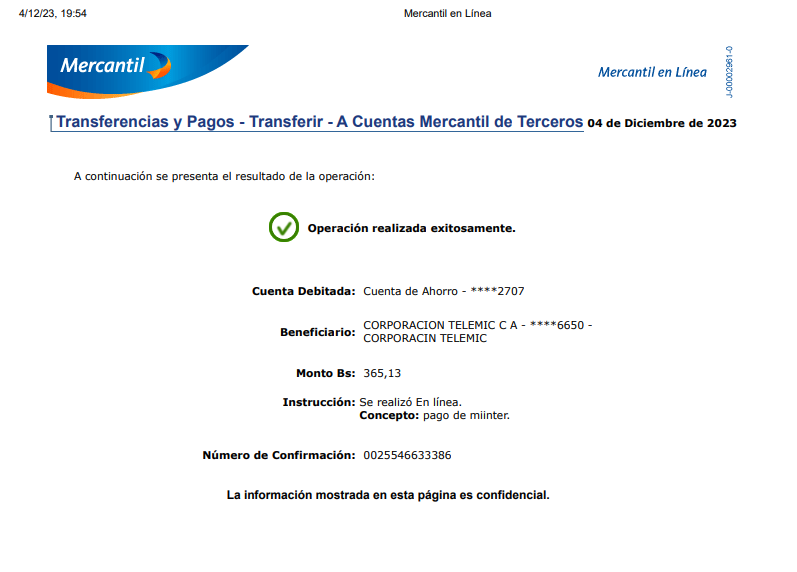 4/12/23, 19:54 Mercantil en Línea
Mercantil
Mercantil en Línea
J-00002961-0
Transferencias y Pagos - Transferir - A Cuentas Mercantil de Terceros 04 de Diciembre de 2023
A continuación se presenta el resultado de la operación:
Operación realizada exitosamente.
Cuenta Debitada: Cuenta de Ahorro - ****2707
Beneficiario: CORPORACION TELEMIC C A - ****6650 -
CORPORACIN TELEMIC
Monto Bs: 365,13
Instrucción: Se realizó En línea.
Concepto: pago de miinter.
Número de Confirmación: 0025546633386
La información mostrada en esta página es confidencial.